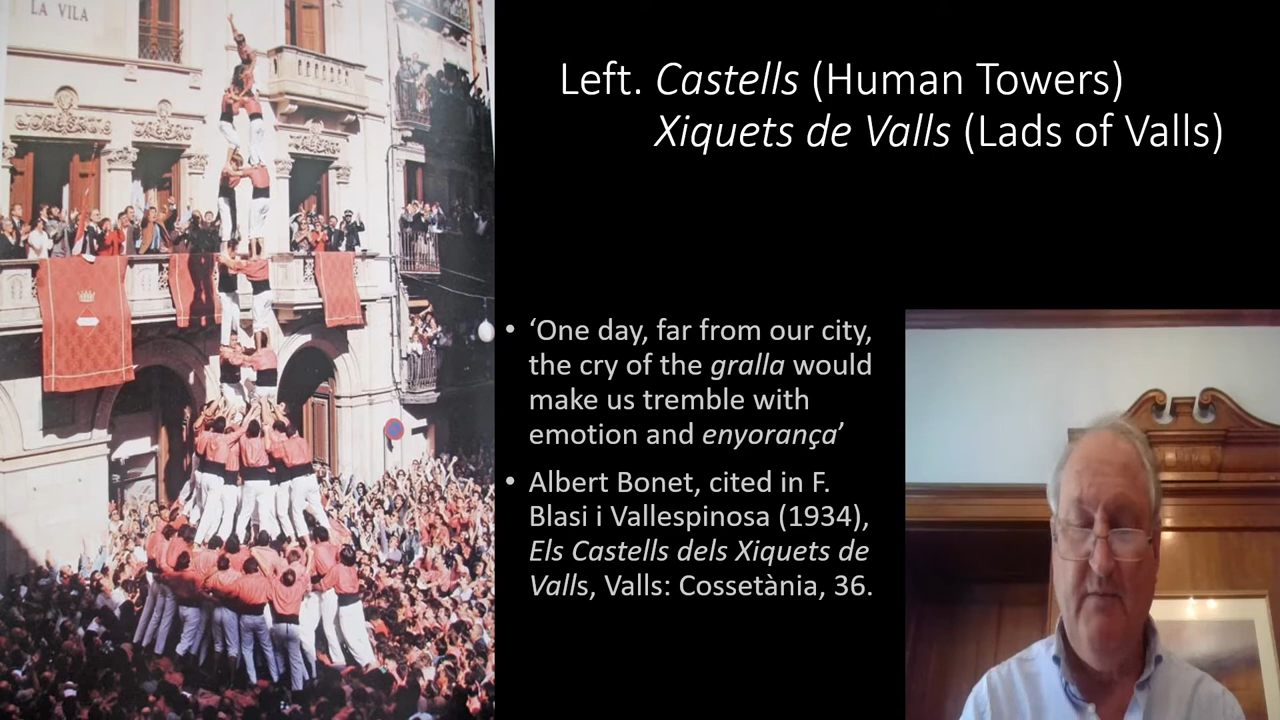 LA VILA
Left. Castells (Human Towers)
Xiquets de Valls (Lads of Valls)
• ‘One day, far from our city,
the cry of the gralla would
make us tremble with
emotion and enyorança’
• Albert Bonet, cited in F.
Blasi i Vallespinosa (1934),
Els Castells dels Xiquets de
Valls, Valls: Cossetània, 36.